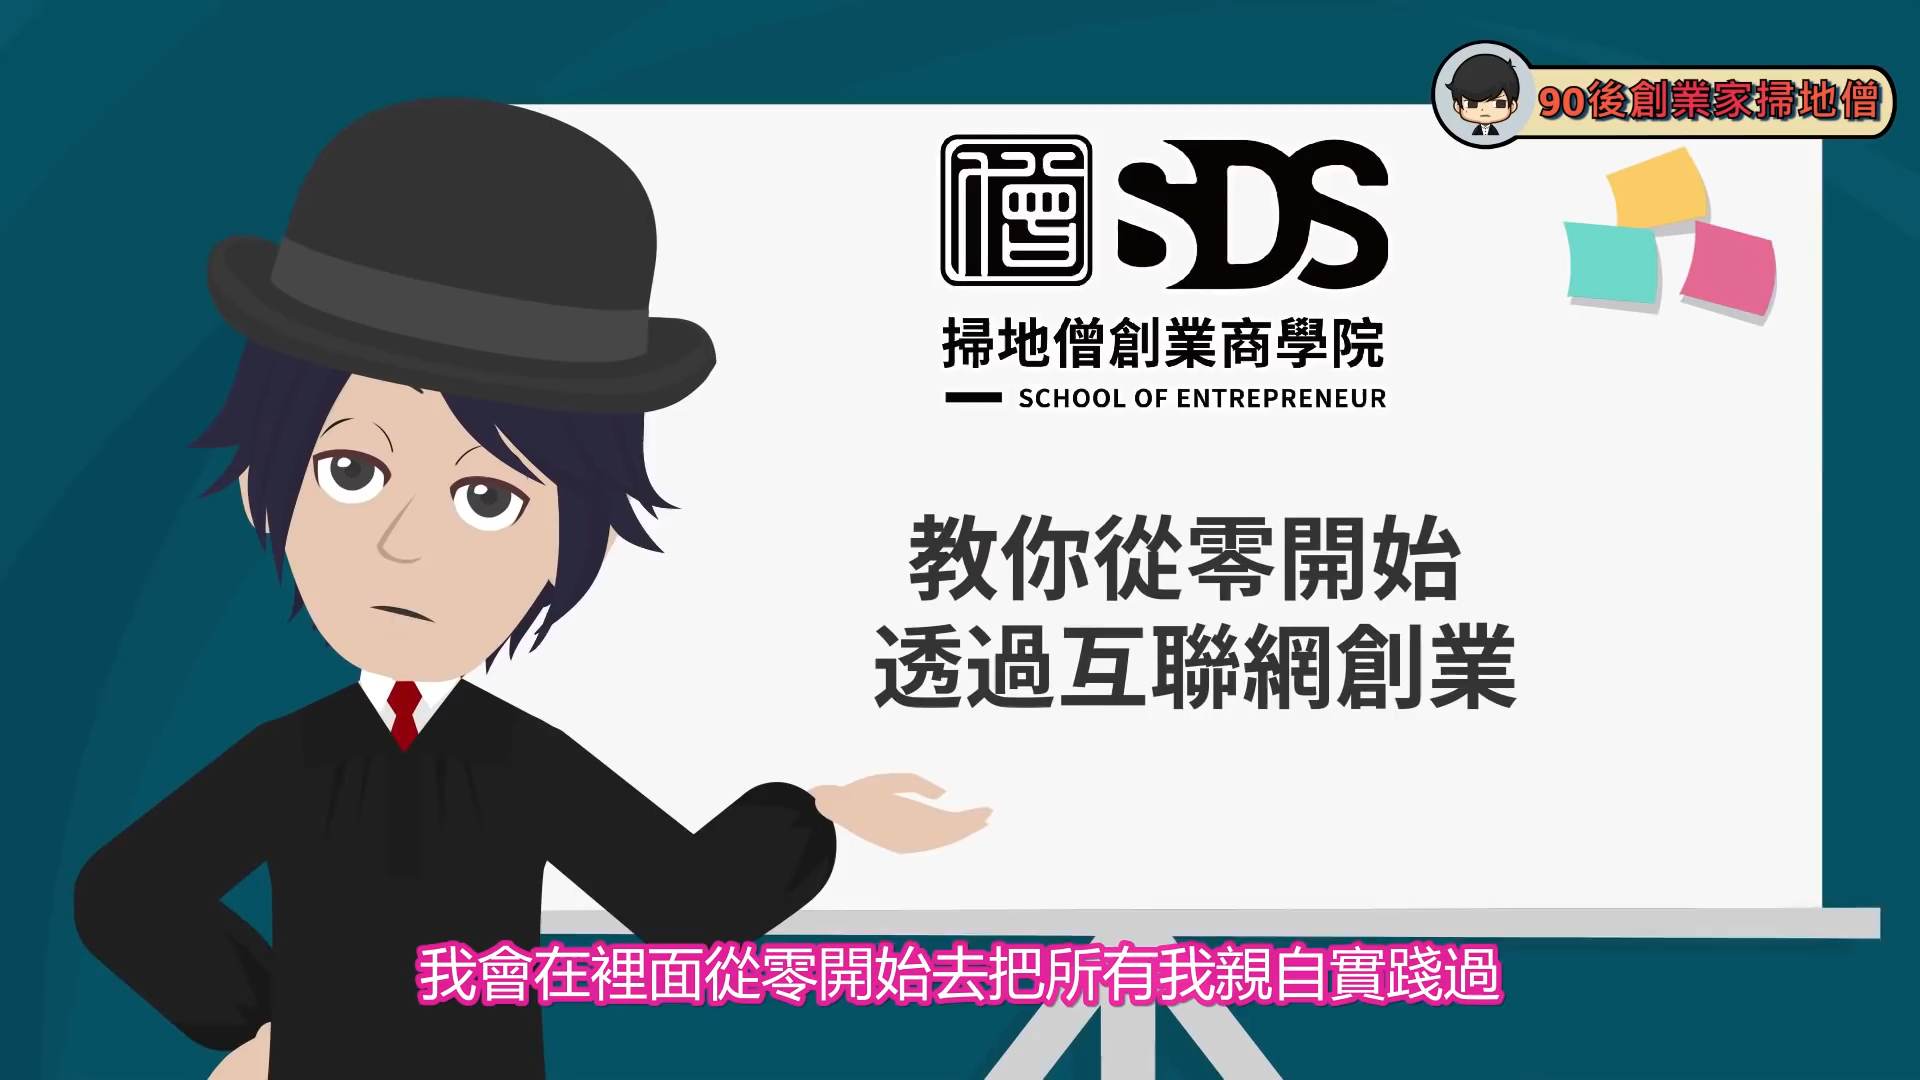 90後創業家掃地僧
僧 SDS
掃地僧創業商學院
SCHOOL OF ENTREPRENEUR
教你從零開始
透過互聯網創業
我會在裡面從零開始去把所有我親自實踐過